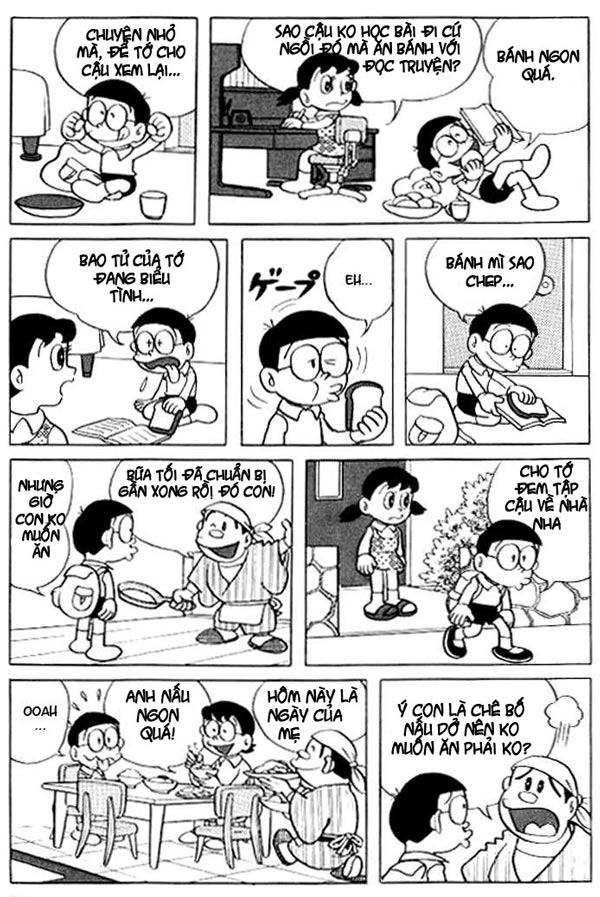 CHUYỆN NHỎ
MÀ, ĐỂ TỚ CHO
CẬU XEM LẠI...
SAO CẬU KO HỌC BÀI ĐI CỨ
NGỒI ĐÓ MÀ ĂN BÁNH VỚI
ĐỌC TRUYỆN?
BÁNH NGON
QUÁ.
BAO TỬ CỦA TỚ
ĐANG BIỂU
TÌNH...
ゲープ
EH...
BÁNH MÌ SAO
CHÉP...
NHƯNG
GIỜ
CON KO
MUỐN
ĂN
BỮA TỐI ĐÃ CHUẨN BỊ
GẦN XONG RỒI ĐÓ CON!
CHO TỚ
ĐEM TẬP
CẬU VỀ NHÀ
NHA
OOAH
...
ANH NẤU
NGON
QUÁ!
HÔM NÀY LÀ
NGÀY CỦA
MẸ
Ý CON LÀ CHÊ BỐ
NẤU DỞ NÊN KO
MUỐN ĂN PHẢI KO?